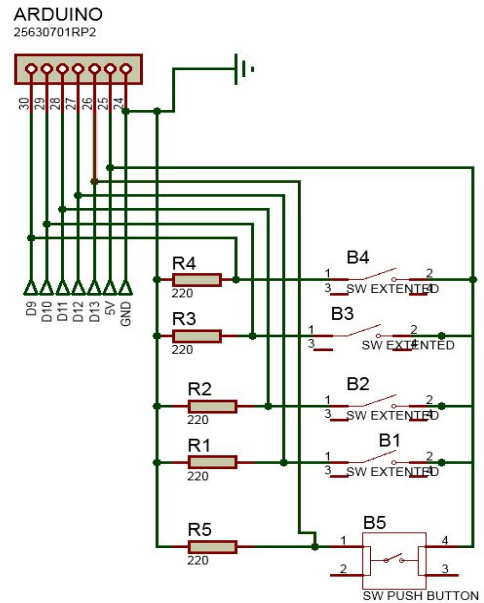 ARDUINO
25630701RP2
30
29
28
27
26
25
24
D9
D10
D11
D12
D13
5V
GND
R4
220
B4
1
2
3
4
SW EXTENTED
R3
220
B3
1
2
3
4
SW EXTENTED
R2
220
B2
1
2
3
4
SW EXTENTED
R1
220
B1
1
2
3
4
SW EXTENTED
R5
220
B5
1
4
2
3
SW PUSH BUTTON